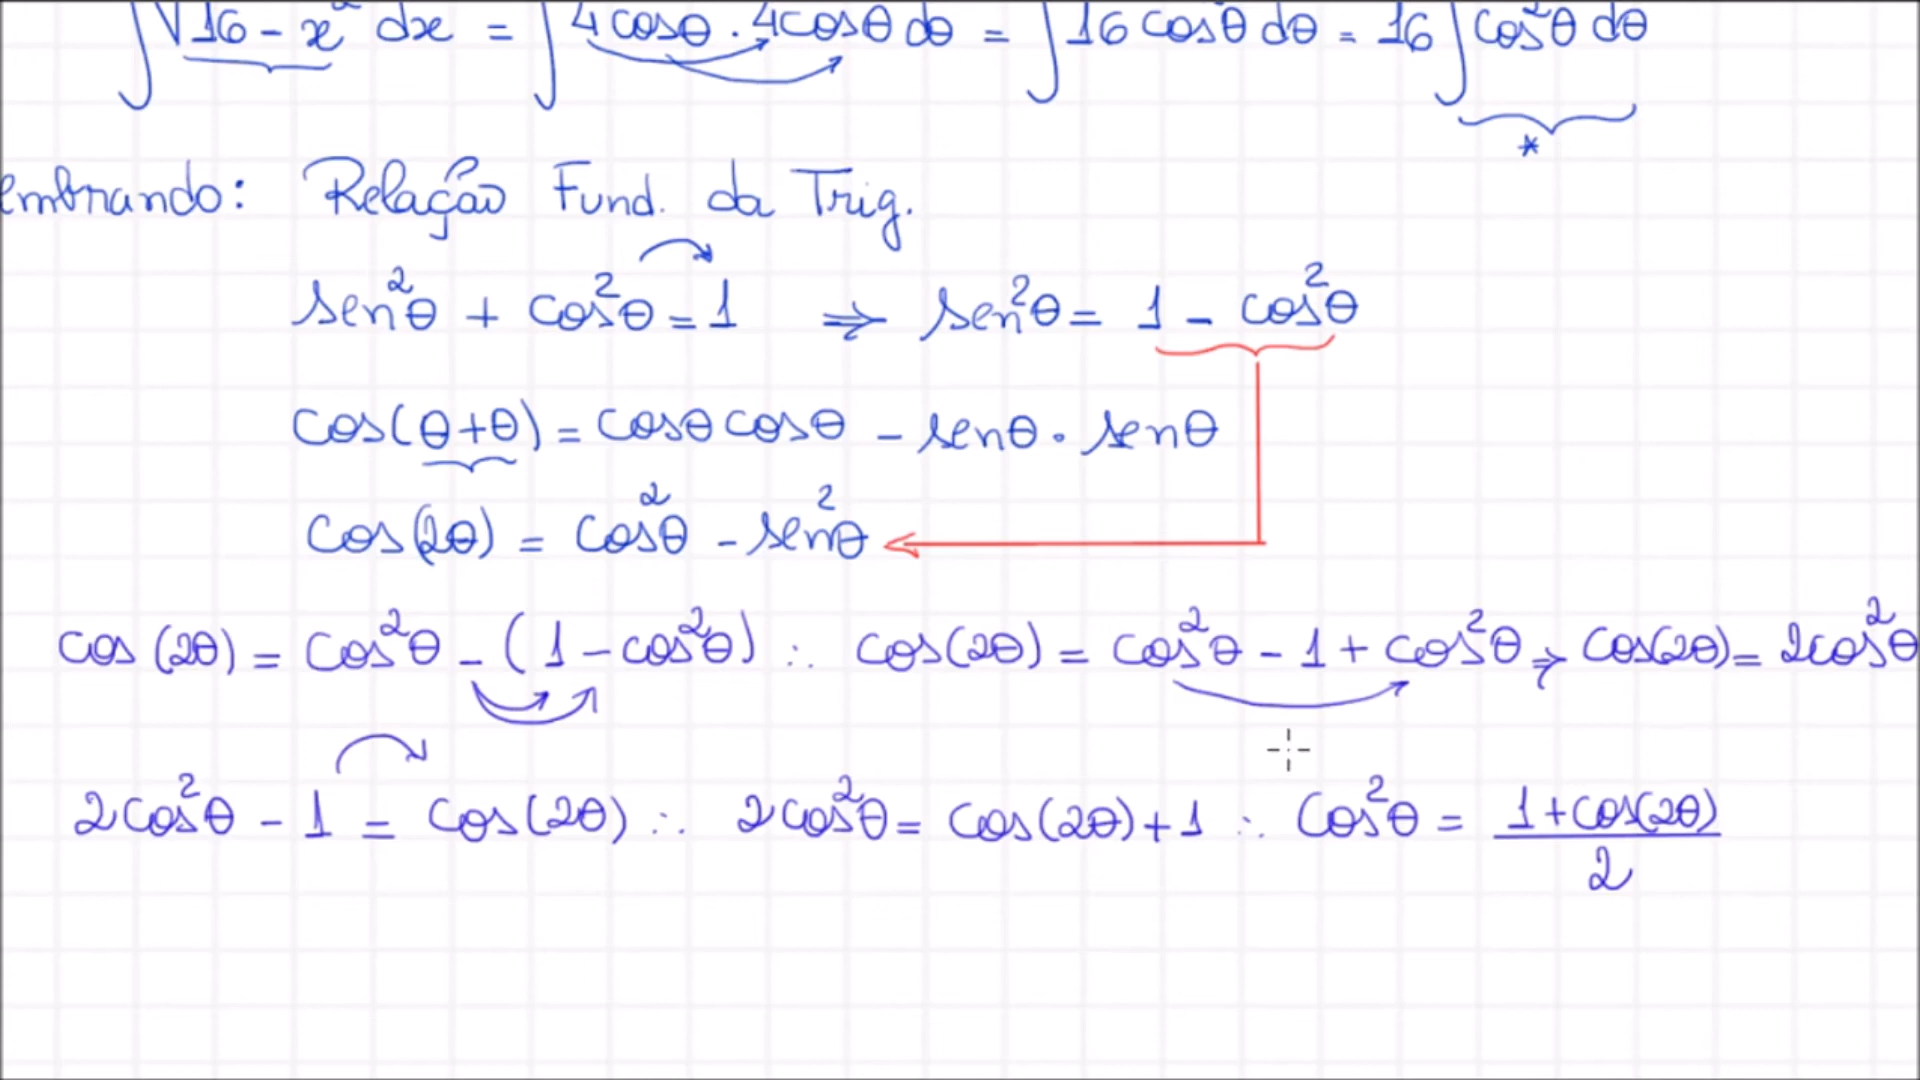 ∫√16 - x² dx = ∫4cosθ . 4cosθ dθ = ∫16 cos²θ dθ = 16∫cos²θ dθ
*
embrando: Relação Fund. da Trig.
sen²θ + cos²θ = 1 ⇒ sen²θ = 1 - cos²θ
cos(θ+θ) = cosθ cosθ - senθ . senθ
cos(2θ) = cos²θ - sen²θ
cos(2θ) = cos²θ - (1 - cos²θ) ∴ cos(2θ) = cos²θ - 1 + cos²θ ⇒ cos(2θ) = 2cos²θ
2cos²θ - 1 = cos(2θ) ∴ 2cos²θ = cos(2θ) + 1 ∴ cos²θ = 1+cos(2θ)
2